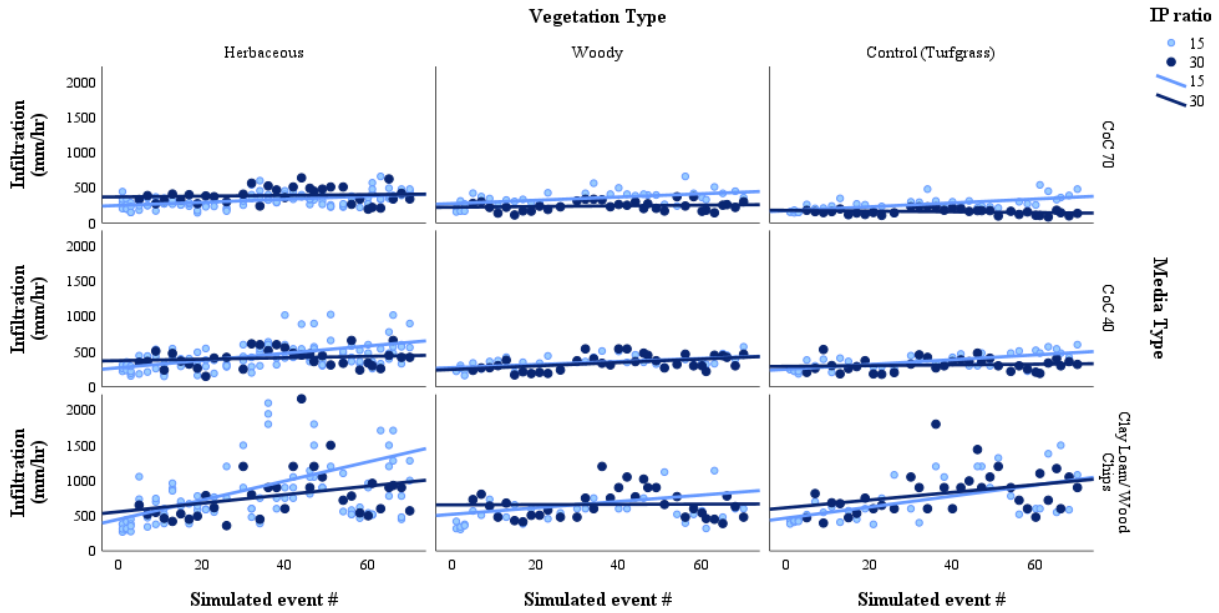 Vegetation Type
IP ratio
15
30
15
30
Herbaceous
Woody
Control (Turfgrass)
Infiltration
(mm/hr)
2000
1500
1000
500
0
CoC 70
Infiltration
(mm/hr)
2000
1500
1000
500
0
CoC 40
Media Type
Infiltration
(mm/hr)
2000
1500
1000
500
0
Clay Loam/Wood
Chips
0 20 40 60
0 20 40 60
0 20 40 60
Simulated event #
Simulated event #
Simulated event #